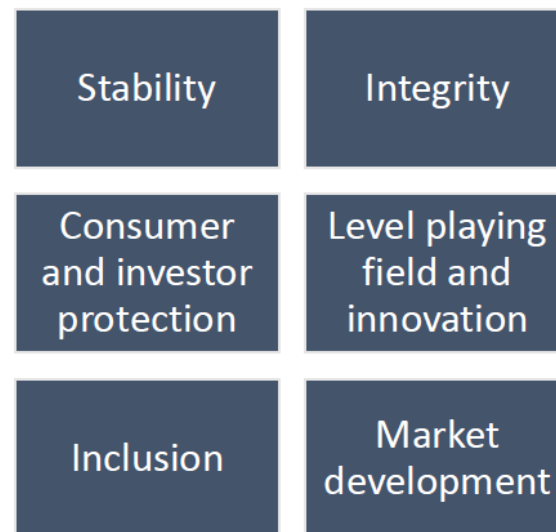 Stability
Integrity
Consumer
and investor
protection
Level playing
field and
innovation
Inclusion
Market
development